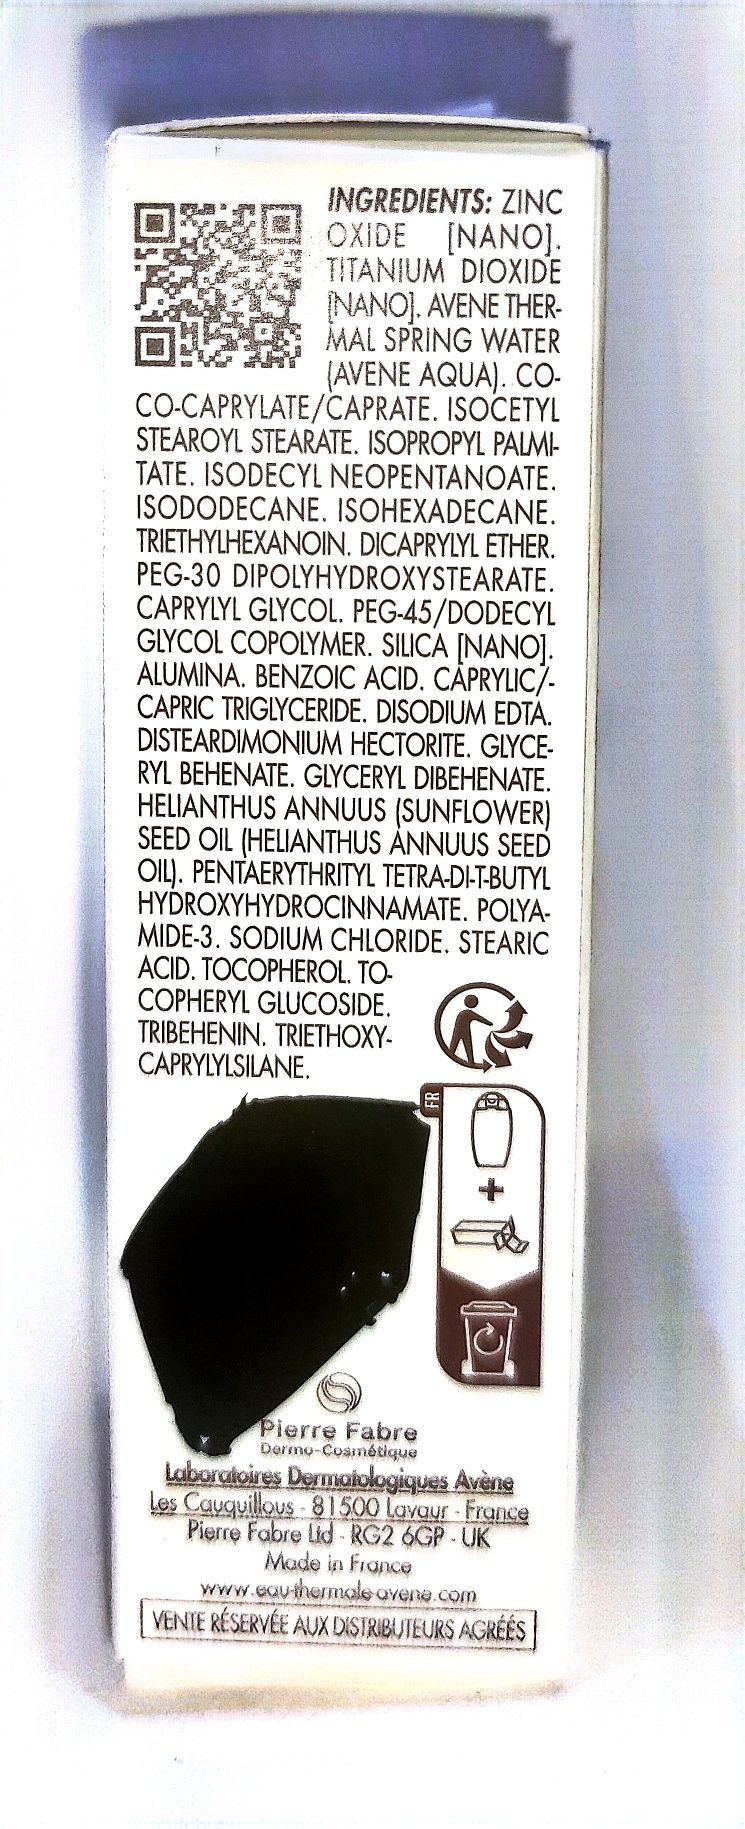 INGREDIENTS: ZINC
OXIDE [NANO].
TITANIUM DIOXIDE
[NANO]. AVENE THER-
MAL SPRING WATER
(AVENE AQUA). CO-
CO-CAPRYLATE/CAPRATE. ISOCETYL
STEAROYL STEARATE. ISOPROPYL PALMI-
TATE. ISODECYL NEOPENTANOATE.
ISODODECANE. ISOHEXADECANE.
TRIETHYLHEXANOIN. DICAPRYLYL ETHER.
PEG-30 DIPOLYHYDROXYSTEARATE.
CAPRYLYL GLYCOL. PEG-45/DODECYL
GLYCOL COPOLYMER. SILICA [NANO].
ALUMINA. BENZOIC ACID. CAPRYLIC/-
CAPRIC TRIGLYCERIDE. DISODIUM EDTA.
DISTEARDIMONIUM HECTORITE. GLYCE-
RYL BEHENATE. GLYCERYL DIBEHENATE.
HELIANTHUS ANNUUS (SUNFLOWER)
SEED OIL (HELIANTHUS ANNUUS SEED
OIL). PENTAERYTHRITYL TETRA-DI-T-BUTYL
HYDROXYHYDROCINNAMATE. POLYA-
MIDE-3. SODIUM CHLORIDE. STEARIC
ACID. TOCOPHEROL. TO-
COPHERYL GLUCOSIDE.
TRIBEHENIN. TRIETHOXY-
CAPRYLYLSILANE.
FR
Pierre Fabre
Dermo-Cosmétique
Laboratoires Dermatologiques Avène
Les Cauquillous - 81500 Lavaur - France
Pierre Fabre Ltd - RG2 6GP - UK
Made in France
www.eau-thermale-avene.com
VENTE RÉSERVÉE AUX DISTRIBUTEURS AGRÉÉS